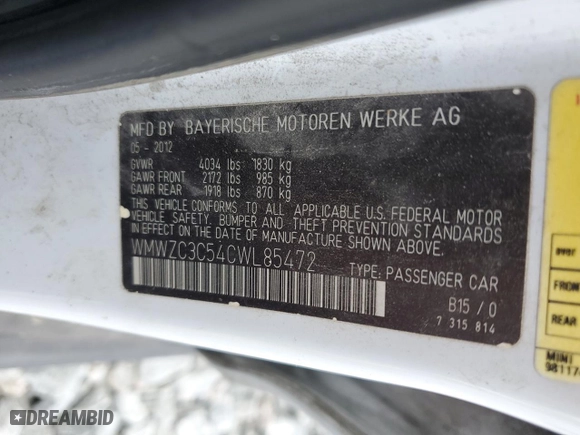 MFD BY BAYERISCHE MOTOREN WERKE AG
05 - 2012
GVWR 4034 lbs 1830 kg
GAWR FRONT 2172 lbs 985 kg
GAWR REAR 1918 lbs 870 kg
THIS VEHICLE CONFORMS TO ALL APPLICABLE U.S. FEDERAL MOTOR
VEHICLE SAFETY, BUMPER AND THEFT PREVENTION STANDARDS
IN EFFECT ON THE DATE OF MANUFACTURE SHOWN ABOVE.
WMWZC3C54CWL85472
TYPE: PASSENGER CAR
B15 / 0
7 315 814
FRONT
REAR
MINI
98117
DREAMBID